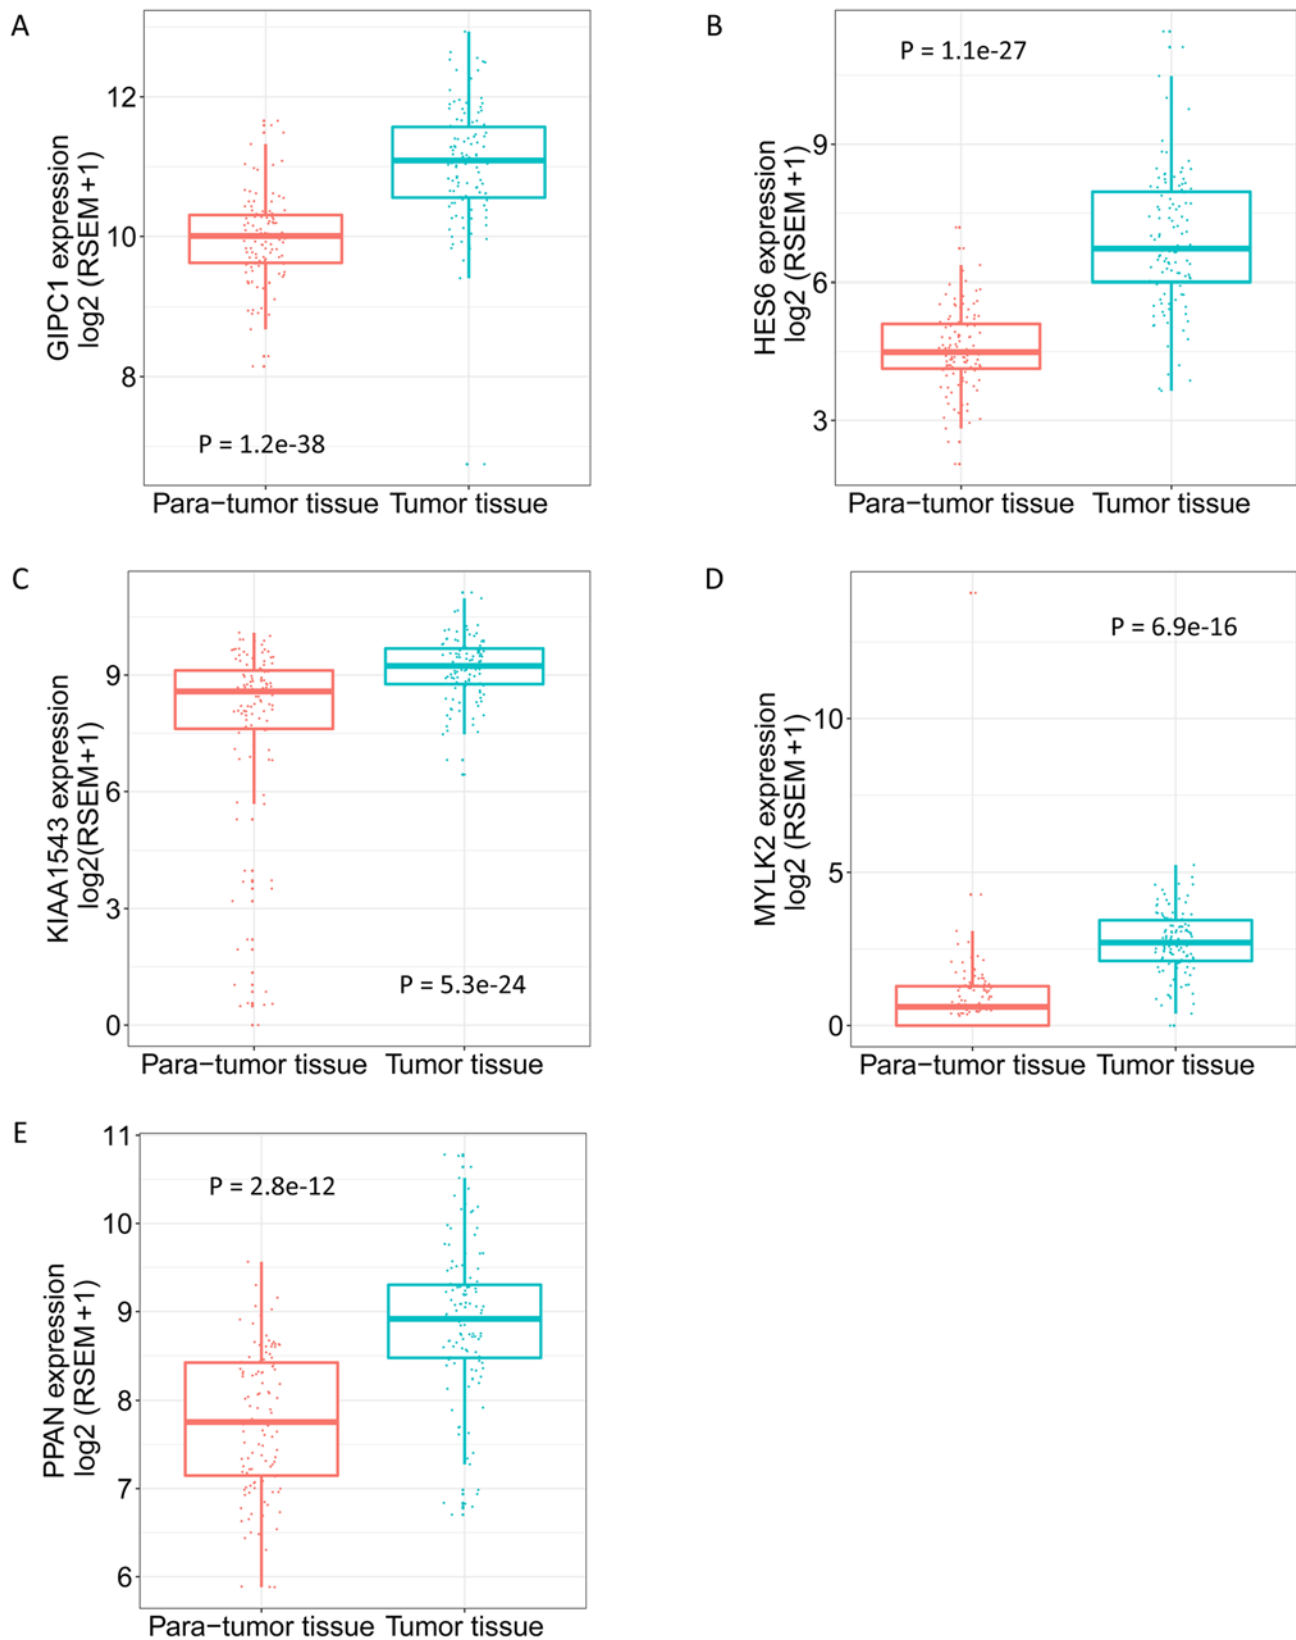 A
GIPC1 expression
log2 (RSEM+1)
12
10
8
P = 1.2e-38
Para-tumor tissue
Tumor tissue
B
HES6 expression
log2 (RSEM+1)
9
6
3
P = 1.1e-27
Para-tumor tissue
Tumor tissue
C
KIAA1543 expression
log2(RSEM+1)
9
6
3
0
P = 5.3e-24
Para-tumor tissue
Tumor tissue
D
MYLK2 expression
log2 (RSEM+1)
10
5
0
P = 6.9e-16
Para-tumor tissue
Tumor tissue
E
PPAN expression
log2 (RSEM+1)
11
10
9
8
7
6
P = 2.8e-12
Para-tumor tissue
Tumor tissue